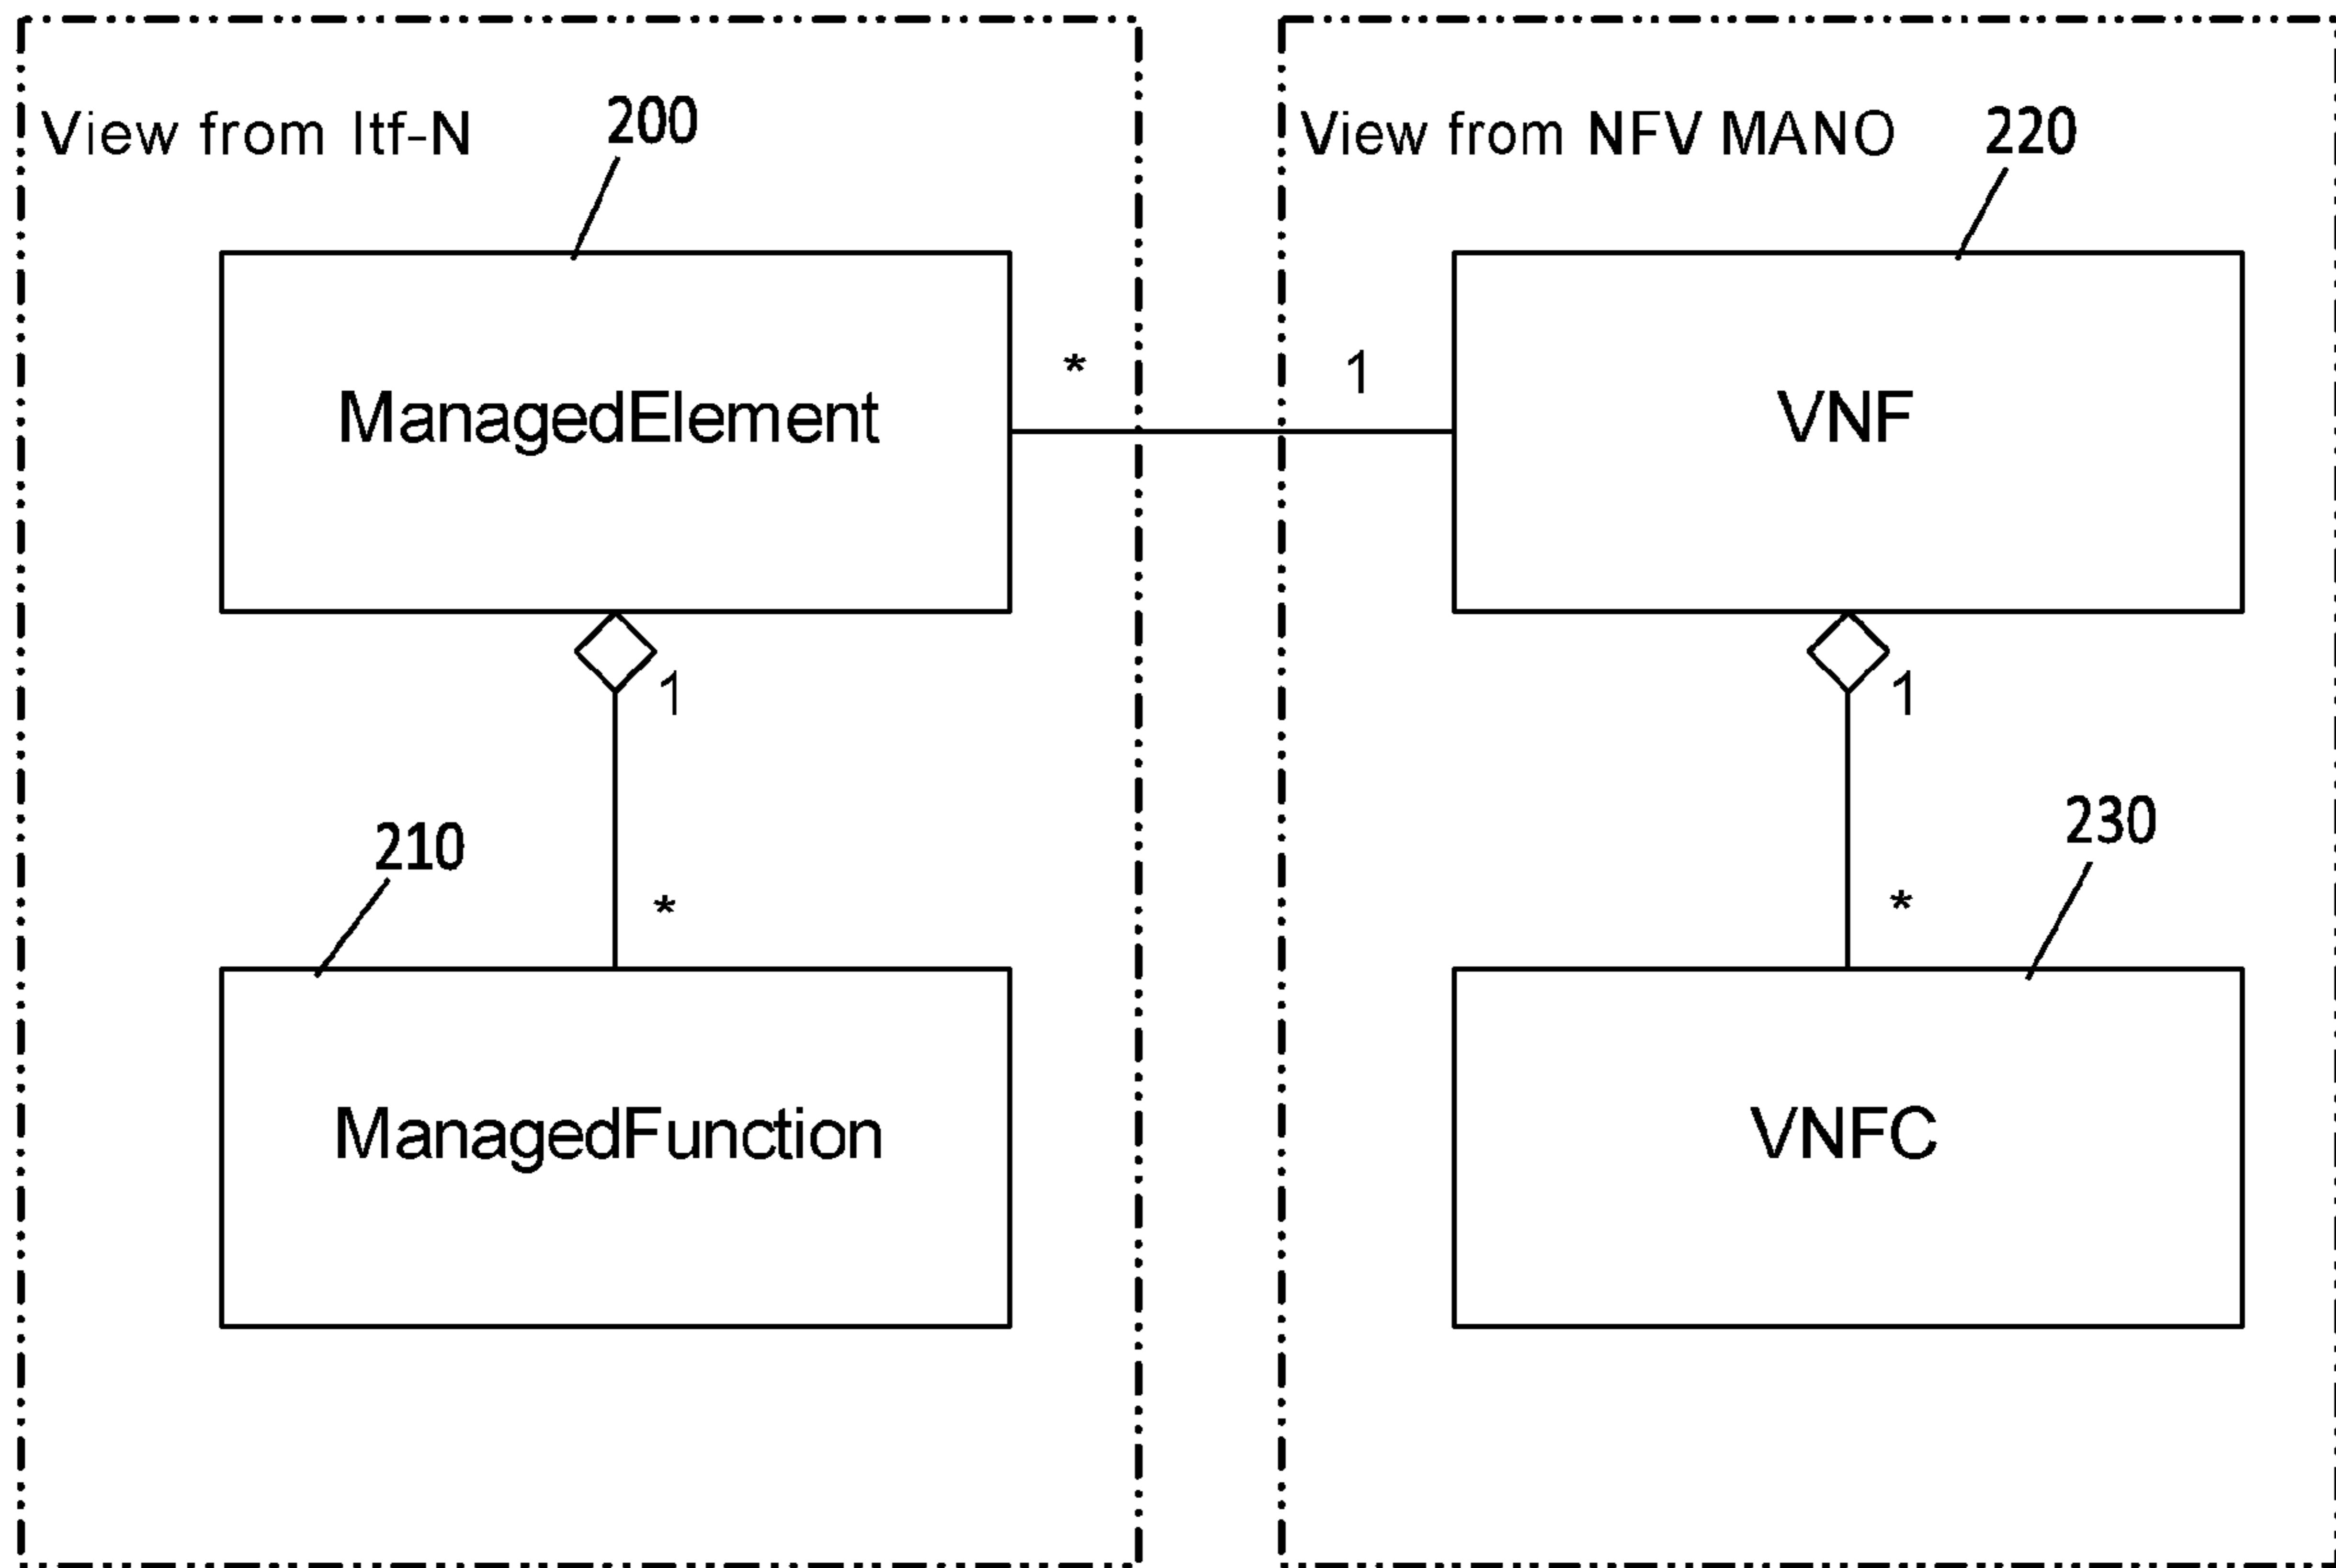 View from Itf-N
200
ManagedElement
*
1
1
*
210
ManagedFunction
View from NFV MANO
220
VNF
1
*
230
VNFC